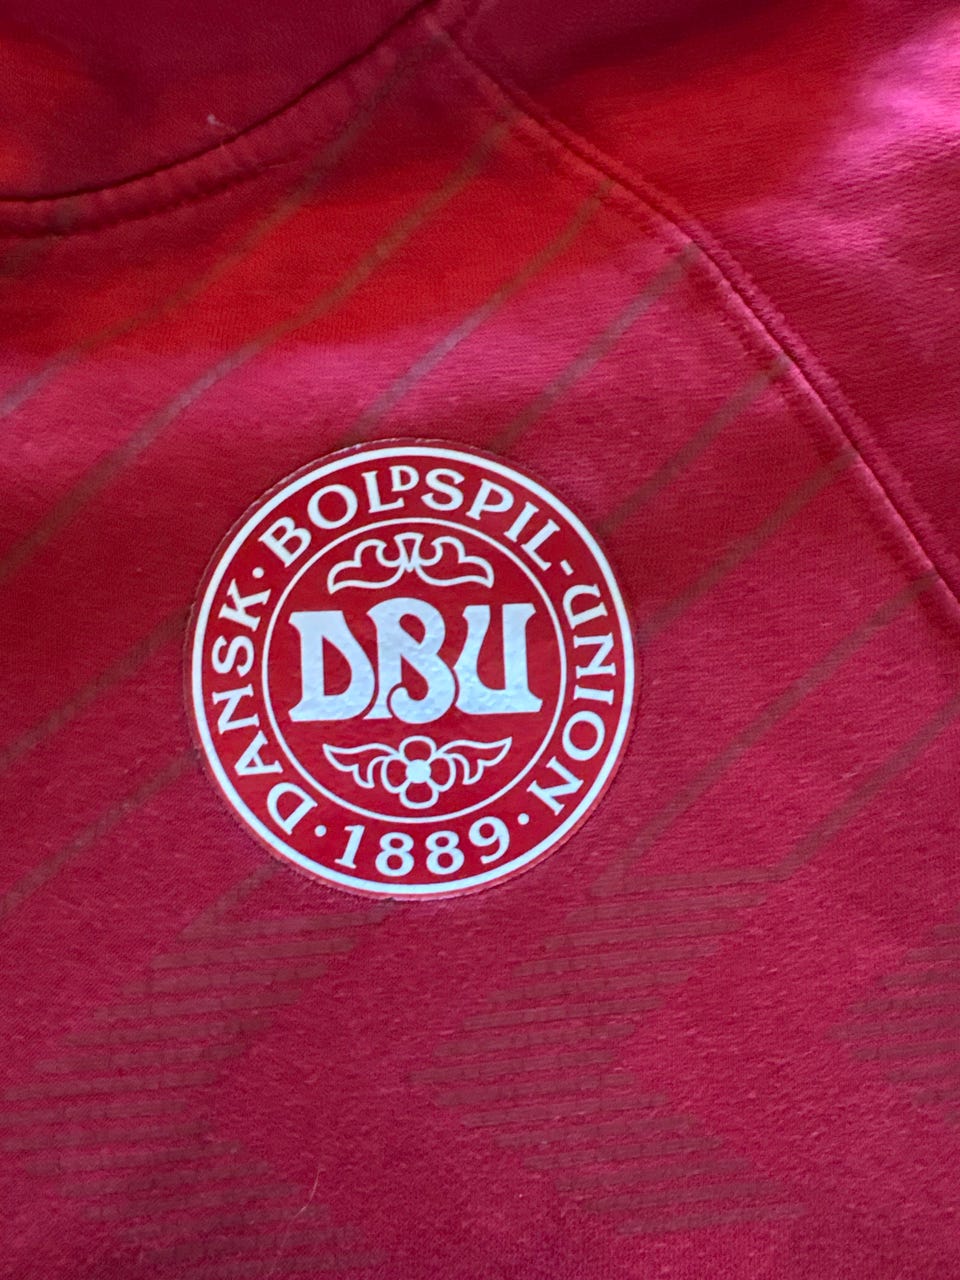 DANSK · BOLDSPIL-UNION
DBU
· 1889 ·